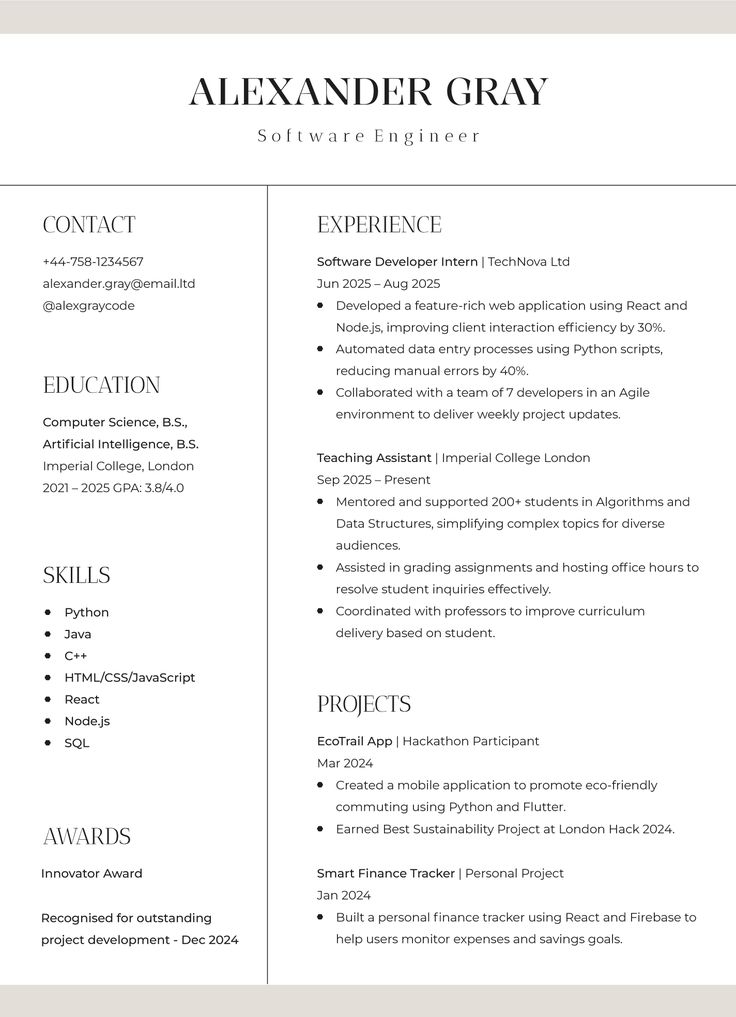 ALEXANDER GRAY
Software Engineer
CONTACT
+44-758-1234567
alexander.gray@email.ltd
@alexgraycode
EDUCATION
Computer Science, B.S.,
Artificial Intelligence, B.S.
Imperial College, London
2021 – 2025 GPA: 3.8/4.0
SKILLS
• Python
• Java
• C++
• HTML/CSS/JavaScript
• React
• Node.js
• SQL
AWARDS
Innovator Award
Recognised for outstanding
project development - Dec 2024
EXPERIENCE
Software Developer Intern | TechNova Ltd
Jun 2025 – Aug 2025
• Developed a feature-rich web application using React and
Node.js, improving client interaction efficiency by 30%.
• Automated data entry processes using Python scripts,
reducing manual errors by 40%.
• Collaborated with a team of 7 developers in an Agile
environment to deliver weekly project updates.
Teaching Assistant | Imperial College London
Sep 2025 – Present
• Mentored and supported 200+ students in Algorithms and
Data Structures, simplifying complex topics for diverse
audiences.
• Assisted in grading assignments and hosting office hours to
resolve student inquiries effectively.
• Coordinated with professors to improve curriculum
delivery based on student.
PROJECTS
EcoTrail App | Hackathon Participant
Mar 2024
• Created a mobile application to promote eco-friendly
commuting using Python and Flutter.
• Earned Best Sustainability Project at London Hack 2024.
Smart Finance Tracker | Personal Project
Jan 2024
• Built a personal finance tracker using React and Firebase to
help users monitor expenses and savings goals.